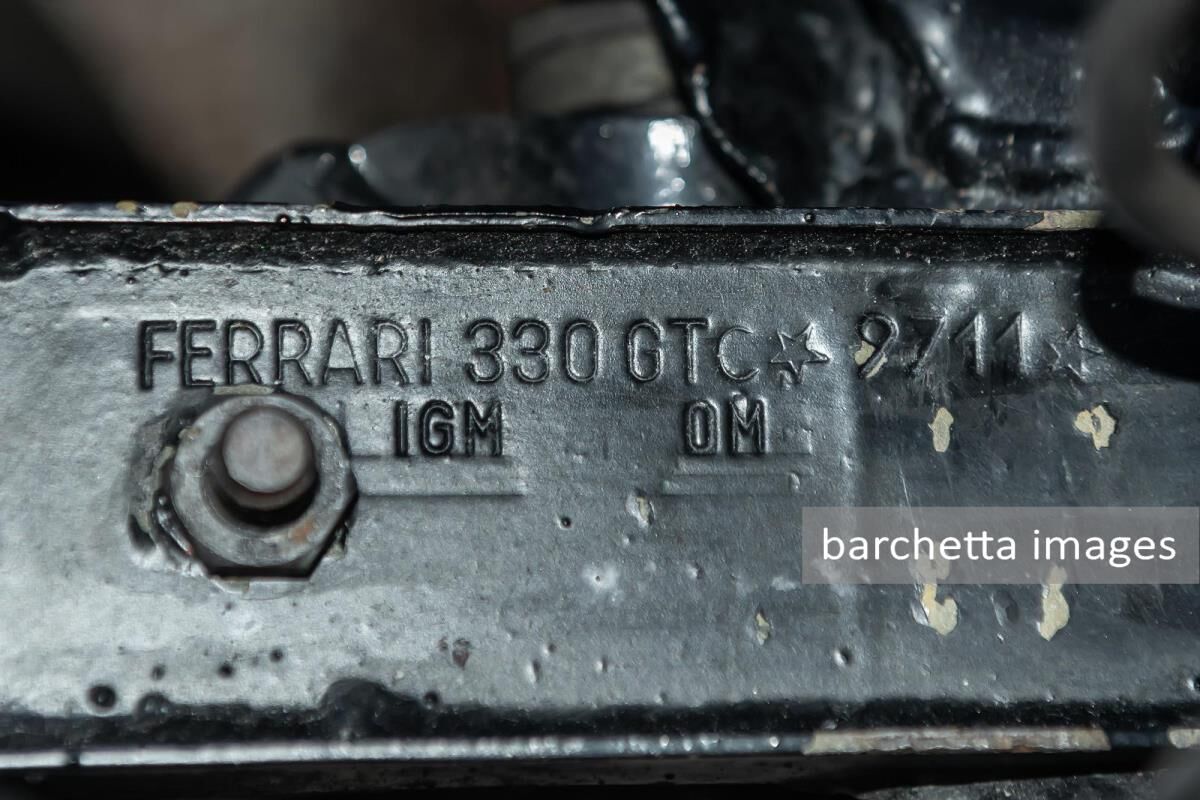 FERRARI 330 GTC☆9711☆
IGM OM
barchetta images